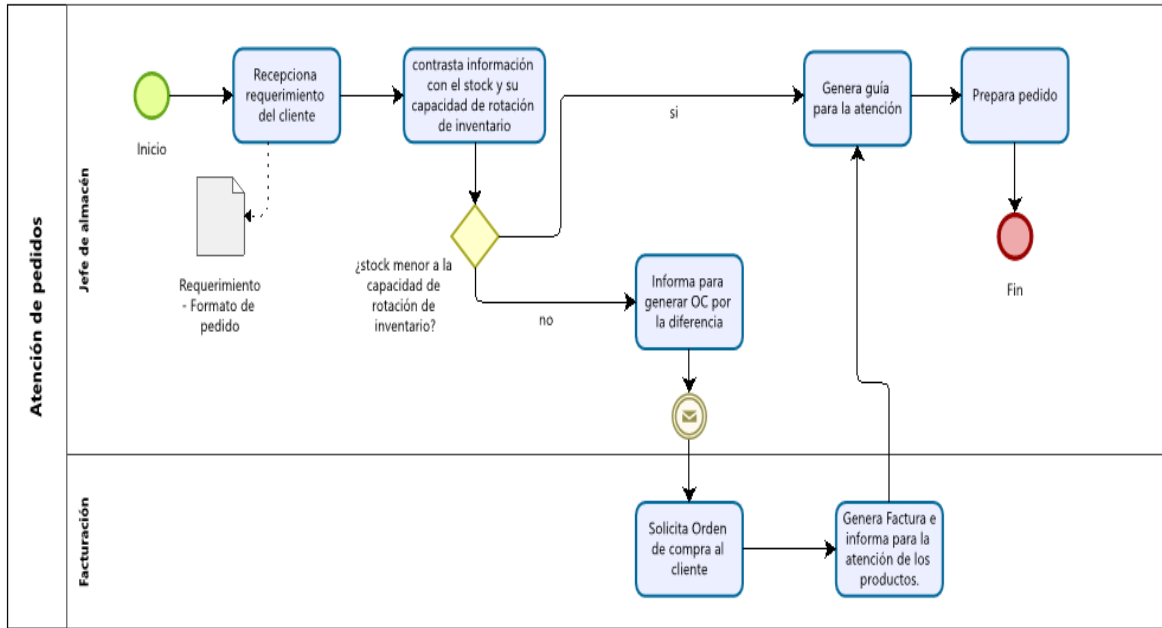 Atención de pedidos
Jefe de almacén
Inicio
Recepciona
requerimiento
del cliente
Requerimiento
- Formato de
pedido
contrasta información
con el stock y su
capacidad de rotación
de inventario
¿stock menor a la
capacidad de
rotación de
inventario?
si
no
Informa para
generar OC por
la diferencia
Genera guía
para la atención
Prepara pedido
Fin
Facturación
Solicita Orden
de compra al
cliente
Genera Factura e
informa para la
atención de los
productos.